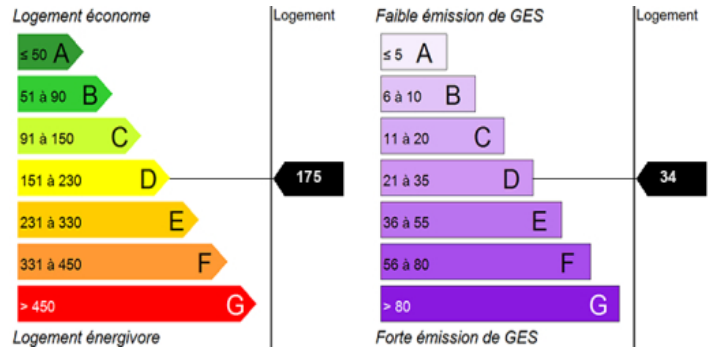 Logement économe
Logement
≤ 50 A
51 à 90 B
91 à 150 C
151 à 230 D
175
231 à 330 E
331 à 450 F
> 450 G
Logement énergivore
Faible émission de GES
Logement
≤ 5 A
6 à 10 B
11 à 20 C
21 à 35 D
34
36 à 55 E
56 à 80 F
> 80 G
Forte émission de GES